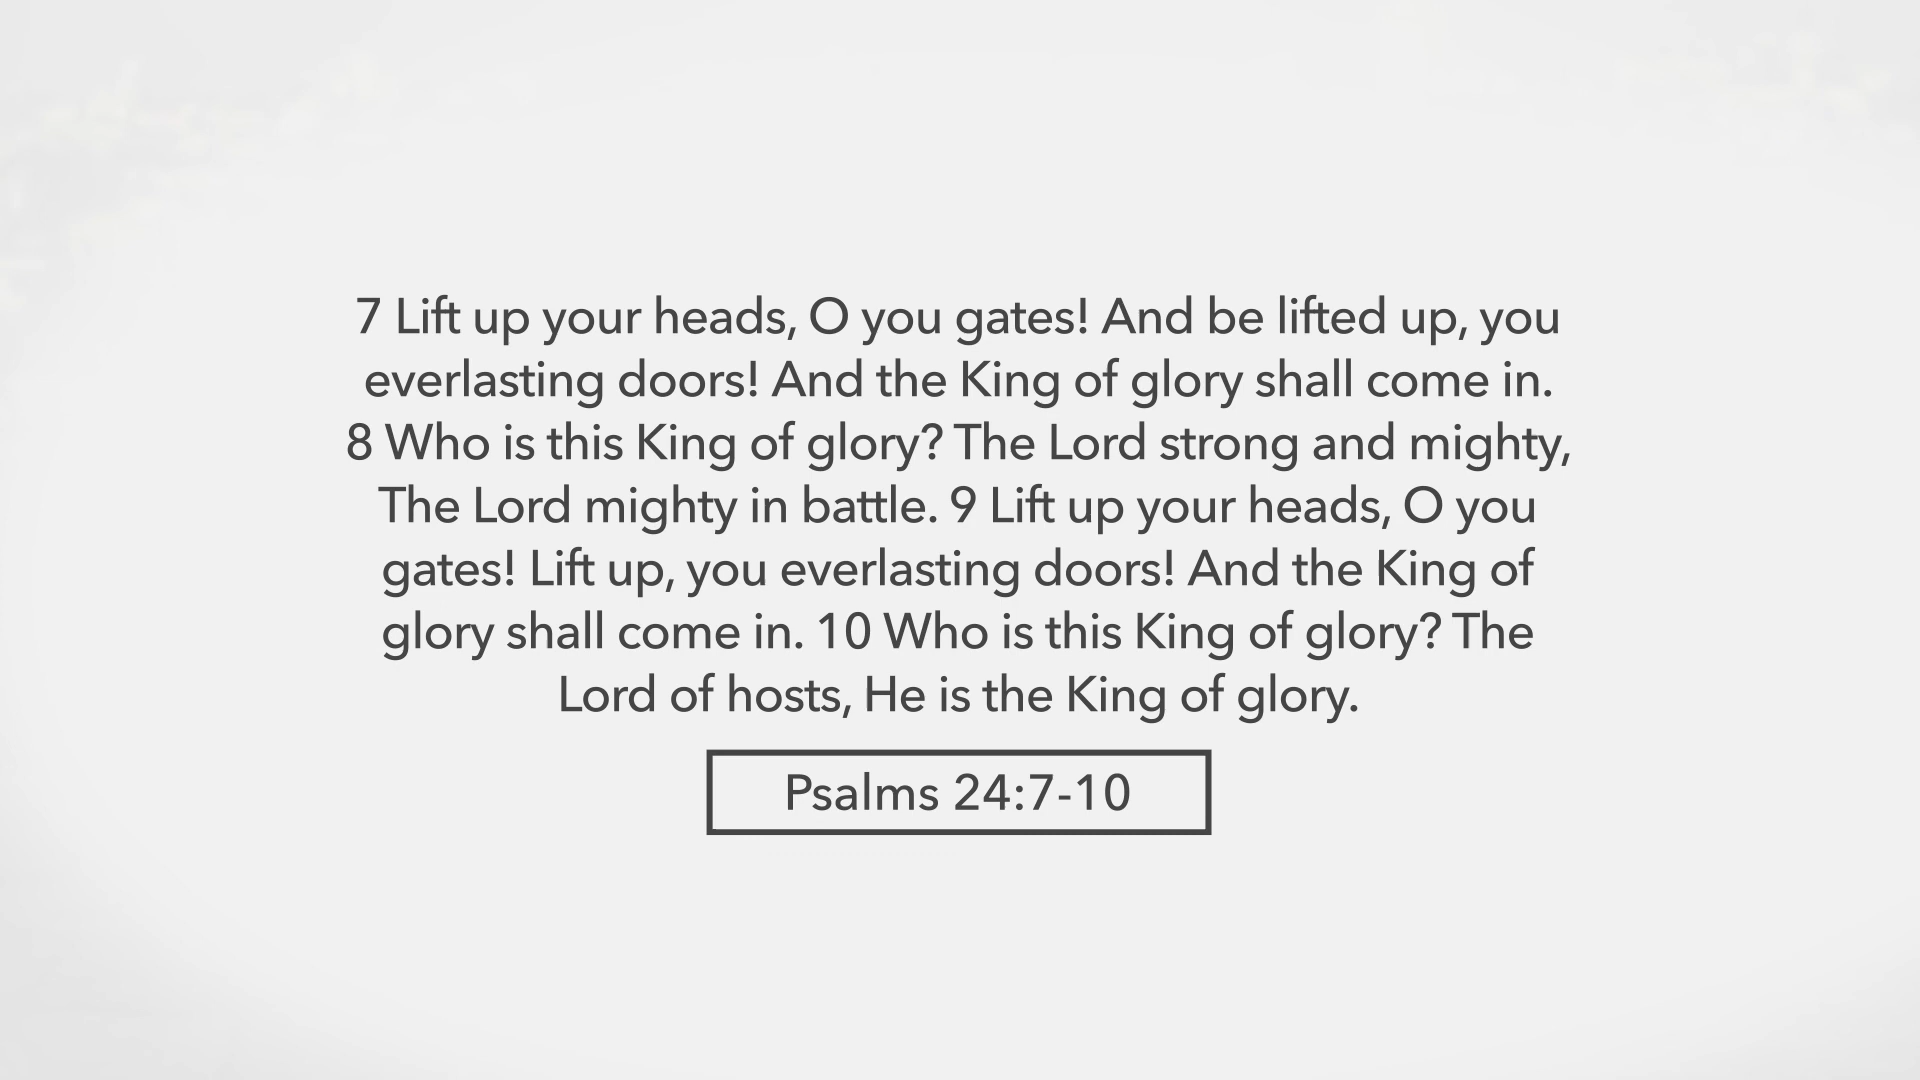 7 Lift up your heads, O you gates! And be lifted up, you
everlasting doors! And the King of glory shall come in.
8 Who is this King of glory? The Lord strong and mighty,
The Lord mighty in battle. 9 Lift up your heads, O you
gates! Lift up, you everlasting doors! And the King of
glory shall come in. 10 Who is this King of glory? The
Lord of hosts, He is the King of glory.
Psalms 24:7-10